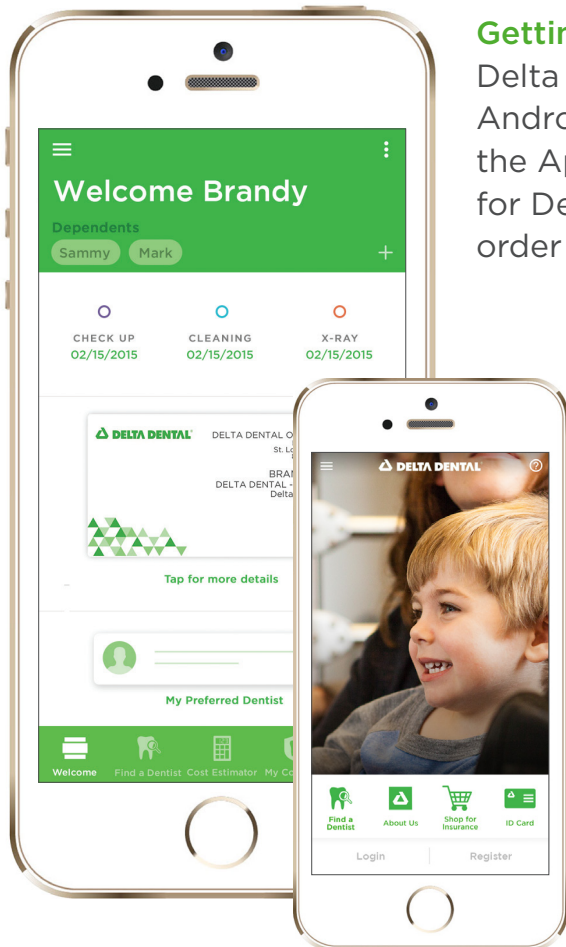 Gettin
Delta
Andro
the Ap
for De
order
Welcome Brandy
Dependents
Sammy Mark
+
CHECK UP CLEANING X-RAY
02/15/2015 02/15/2015 02/15/2015
DELTA DENTAL DELTA DENTAL O
St. Lo
BRAN
DELTA DENTAL -
Delta
Tap for more details
My Preferred Dentist
Welcome Find a Dentist Cost Estimator My Co
DELTA DENTAL
?
Find a About Us Shop for ID Card
Dentist Insurance
Login Register